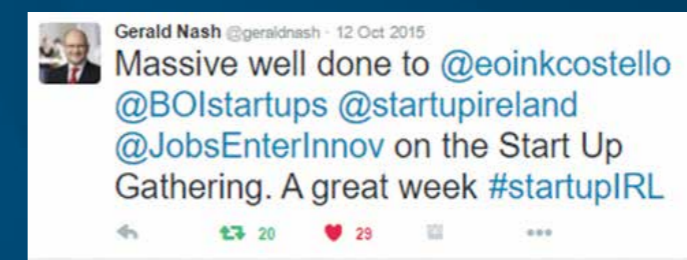 Gerald Nash @geraldnash · 12 Oct 2015
Massive well done to @eoinkcostello
@BOIstartups @startupireland
@JobsEnterInnov on the Start Up
Gathering. A great week #startupIRL
20 29